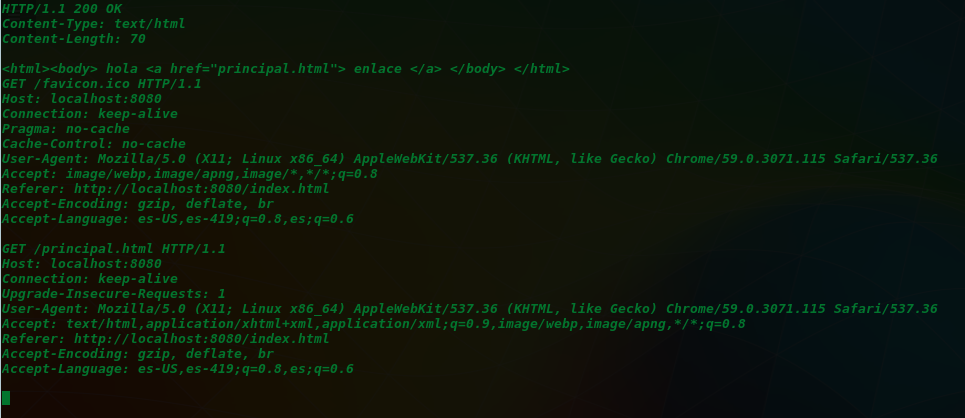 HTTP/1.1 200 OK
Content-Type: text/html
Content-Length: 70
<html><body> hola <a href="principal.html"> enlace </a> </body> </html>
GET /favicon.ico HTTP/1.1
Host: localhost:8080
Connection: keep-alive
Pragma: no-cache
Cache-Control: no-cache
User-Agent: Mozilla/5.0 (X11; Linux x86_64) AppleWebKit/537.36 (KHTML, like Gecko) Chrome/59.0.3071.115 Safari/537.36
Accept: image/webp,image/apng,image/*,*/*;q=0.8
Referer: http://localhost:8080/index.html
Accept-Encoding: gzip, deflate, br
Accept-Language: es-US,es-419;q=0.8,es;q=0.6
GET /principal.html HTTP/1.1
Host: localhost:8080
Connection: keep-alive
Upgrade-Insecure-Requests: 1
User-Agent: Mozilla/5.0 (X11; Linux x86_64) AppleWebKit/537.36 (KHTML, like Gecko) Chrome/59.0.3071.115 Safari/537.36
Accept: text/html,application/xhtml+xml,application/xml;q=0.9,image/webp,image/apng,*/*;q=0.8
Referer: http://localhost:8080/index.html
Accept-Encoding: gzip, deflate, br
Accept-Language: es-US,es-419;q=0.8,es;q=0.6